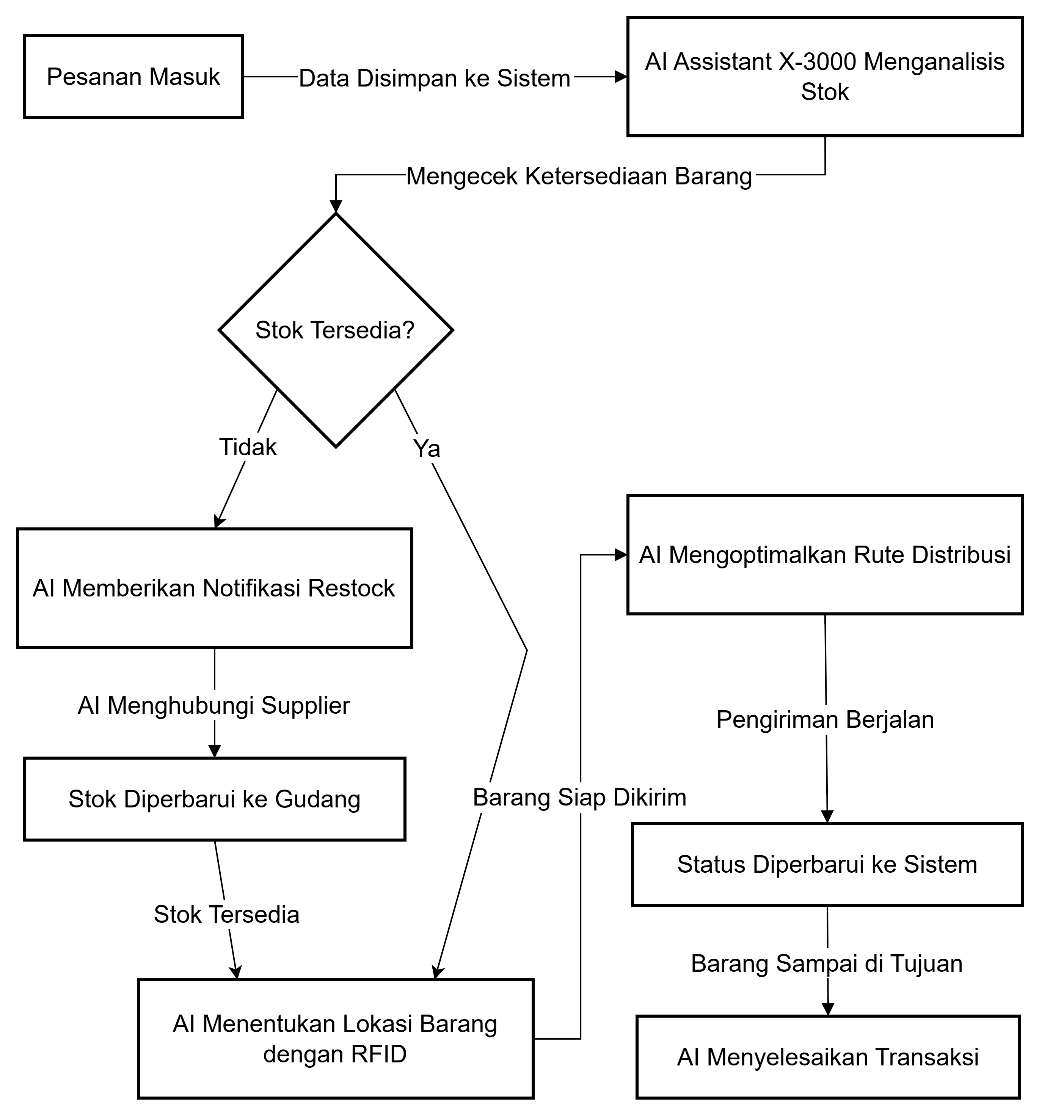 Pesanan Masuk
Data Disimpan ke Sistem
AI Assistant X-3000 Menganalisis
Stok
Mengecek Ketersediaan Barang
Stok Tersedia?
Tidak
Ya
AI Memberikan Notifikasi Restock
AI Menghubungi Supplier
Stok Diperbarui ke Gudang
Stok Tersedia
AI Menentukan Lokasi Barang
dengan RFID
Barang Siap Dikirim
AI Mengoptimalkan Rute Distribusi
Pengiriman Berjalan
Status Diperbarui ke Sistem
Barang Sampai di Tujuan
AI Menyelesaikan Transaksi